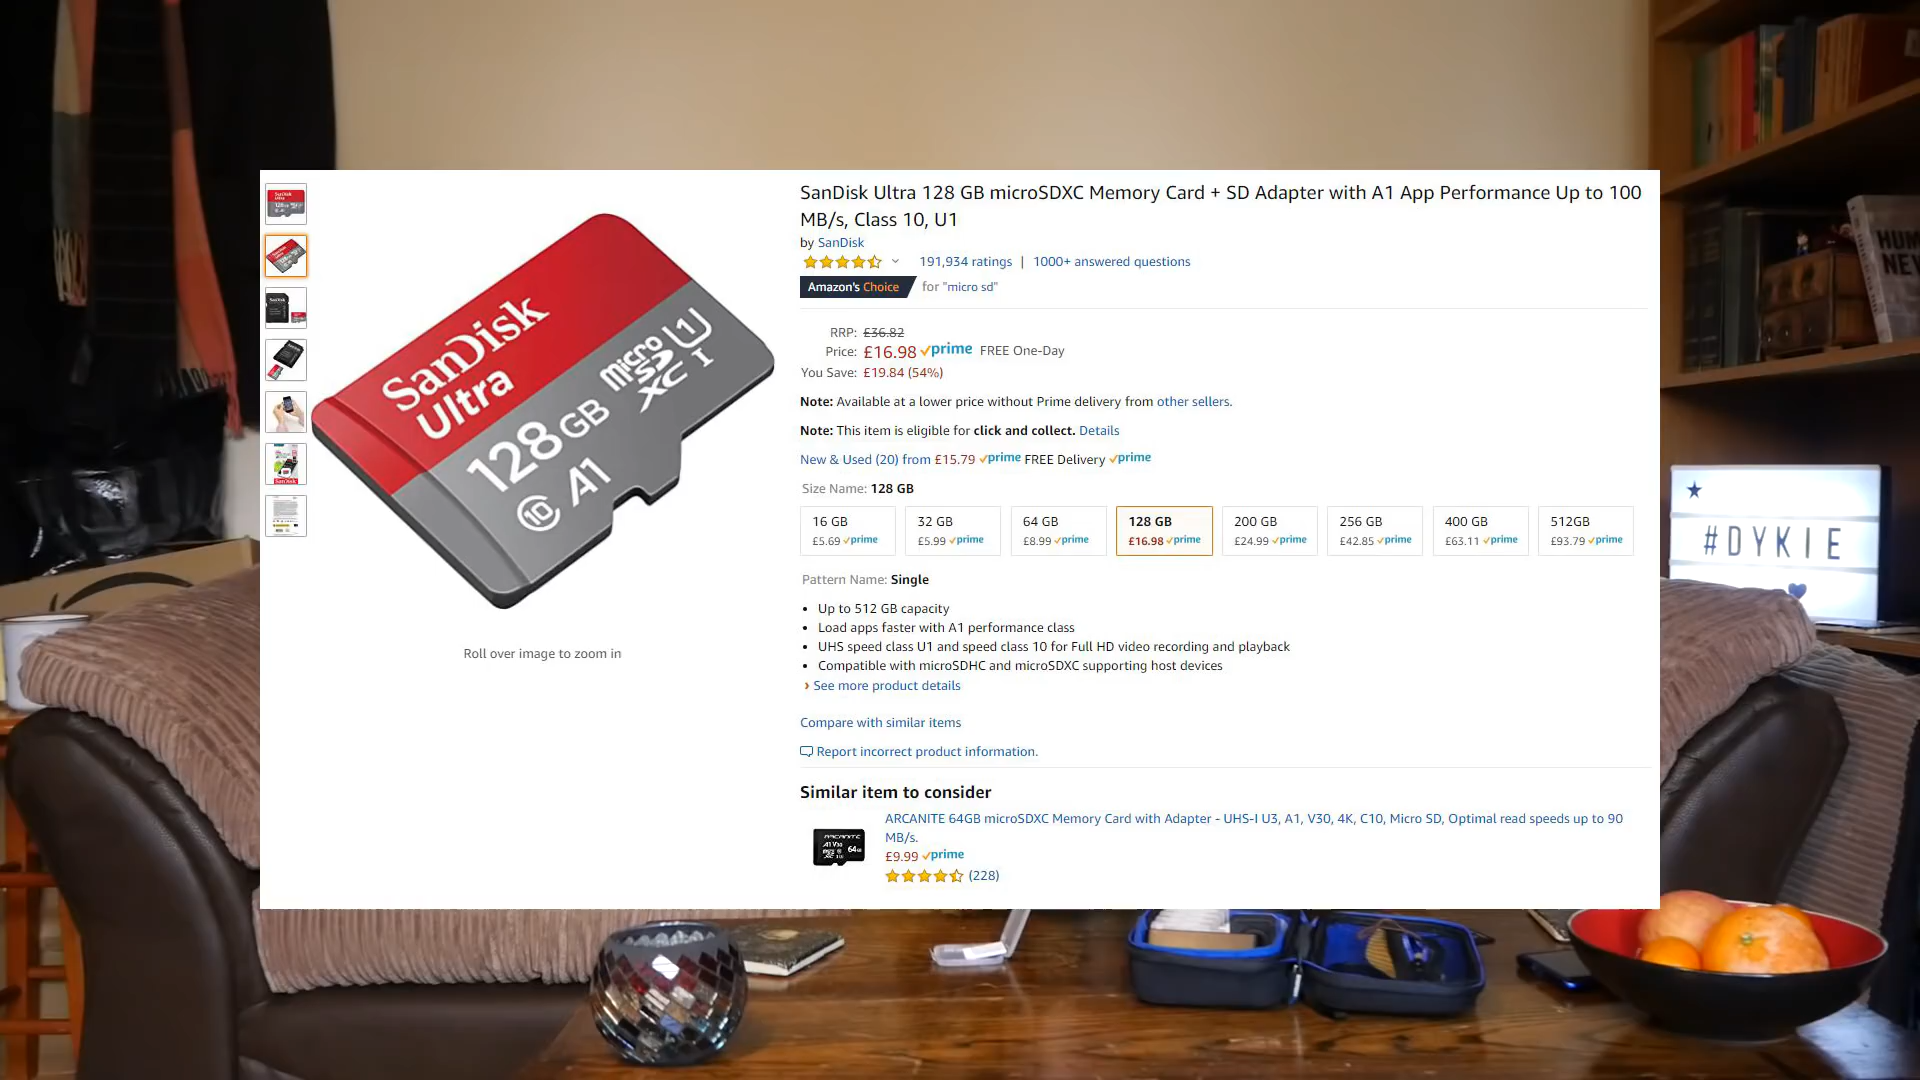 SanDisk Ultra 128 GB microSDXC Memory Card + SD Adapter with A1 App Performance Up to 100
MB/s, Class 10, U1
by SanDisk
191,934 ratings | 1000+ answered questions
Amazon's Choice for "micro sd"
RRP: £36.82
Price: £16.98 prime FREE One-Day
You Save: £19.84 (54%)
Note: Available at a lower price without Prime delivery from other sellers.
Note: This item is eligible for click and collect. Details
New & Used (20) from £15.79 prime FREE Delivery prime
Size Name: 128 GB
16 GB
£5.69 prime
32 GB
£5.99 prime
64 GB
£8.99 prime
128 GB
£16.98 prime
200 GB
£24.99 prime
256 GB
£42.85 prime
400 GB
£63.11 prime
512GB
£93.79 prime
Pattern Name: Single
Up to 512 GB capacity
Load apps faster with A1 performance class
UHS speed class U1 and speed class 10 for Full HD video recording and playback
Compatible with microSDHC and microSDXC supporting host devices
› See more product details
Compare with similar items
Report incorrect product information.
Similar item to consider
ARCANITE 64GB microSDXC Memory Card with Adapter - UHS-I U3, A1, V30, 4K, C10, Micro SD, Optimal read speeds up to 90
MB/s.
£9.99 prime
(228)
SanDisk
Ultra
128 GB
micro SD XC I U1
10 A1
Roll over image to zoom in
ARCANITE
A1 V30
64GB
#DYKIE